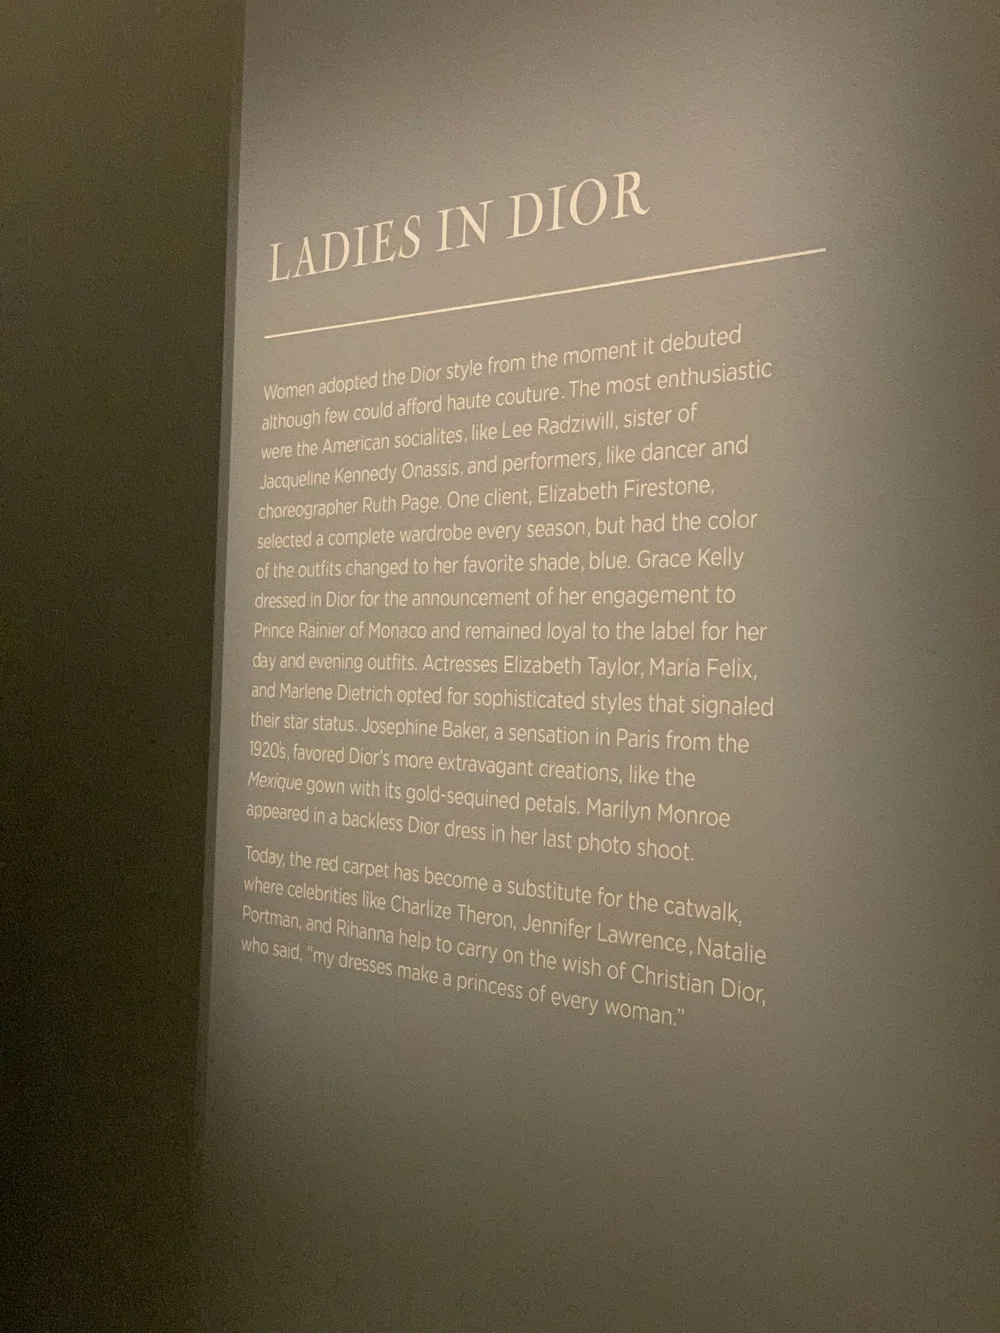 LADIES IN DIOR
Women adopted the Dior style from the moment it debuted
although few could afford haute couture. The most enthusiastic
were the American socialites, like Lee Radziwill, sister of
Jacqueline Kennedy Onassis, and performers, like dancer and
choreographer Ruth Page. One client, Elizabeth Firestone,
selected a complete wardrobe every season, but had the color
of the outfits changed to her favorite shade, blue. Grace Kelly
dressed in Dior for the announcement of her engagement to
Prince Rainier of Monaco and remained loyal to the label for her
day and evening outfits. Actresses Elizabeth Taylor, María Felix,
and Marlene Dietrich opted for sophisticated styles that signaled
their star status. Josephine Baker, a sensation in Paris from the
1920's, favored Dior's more extravagant creations, like the
Mexique gown with its gold-sequined petals. Marilyn Monroe
appeared in a backless Dior dress in her last photo shoot.
Today, the red carpet has become a substitute for the catwalk,
where celebrities like Charlize Theron, Jennifer Lawrence, Natalie
Portman, and Rihanna help to carry on the wish of Christian Dior,
who said, "my dresses make a princess of every woman."